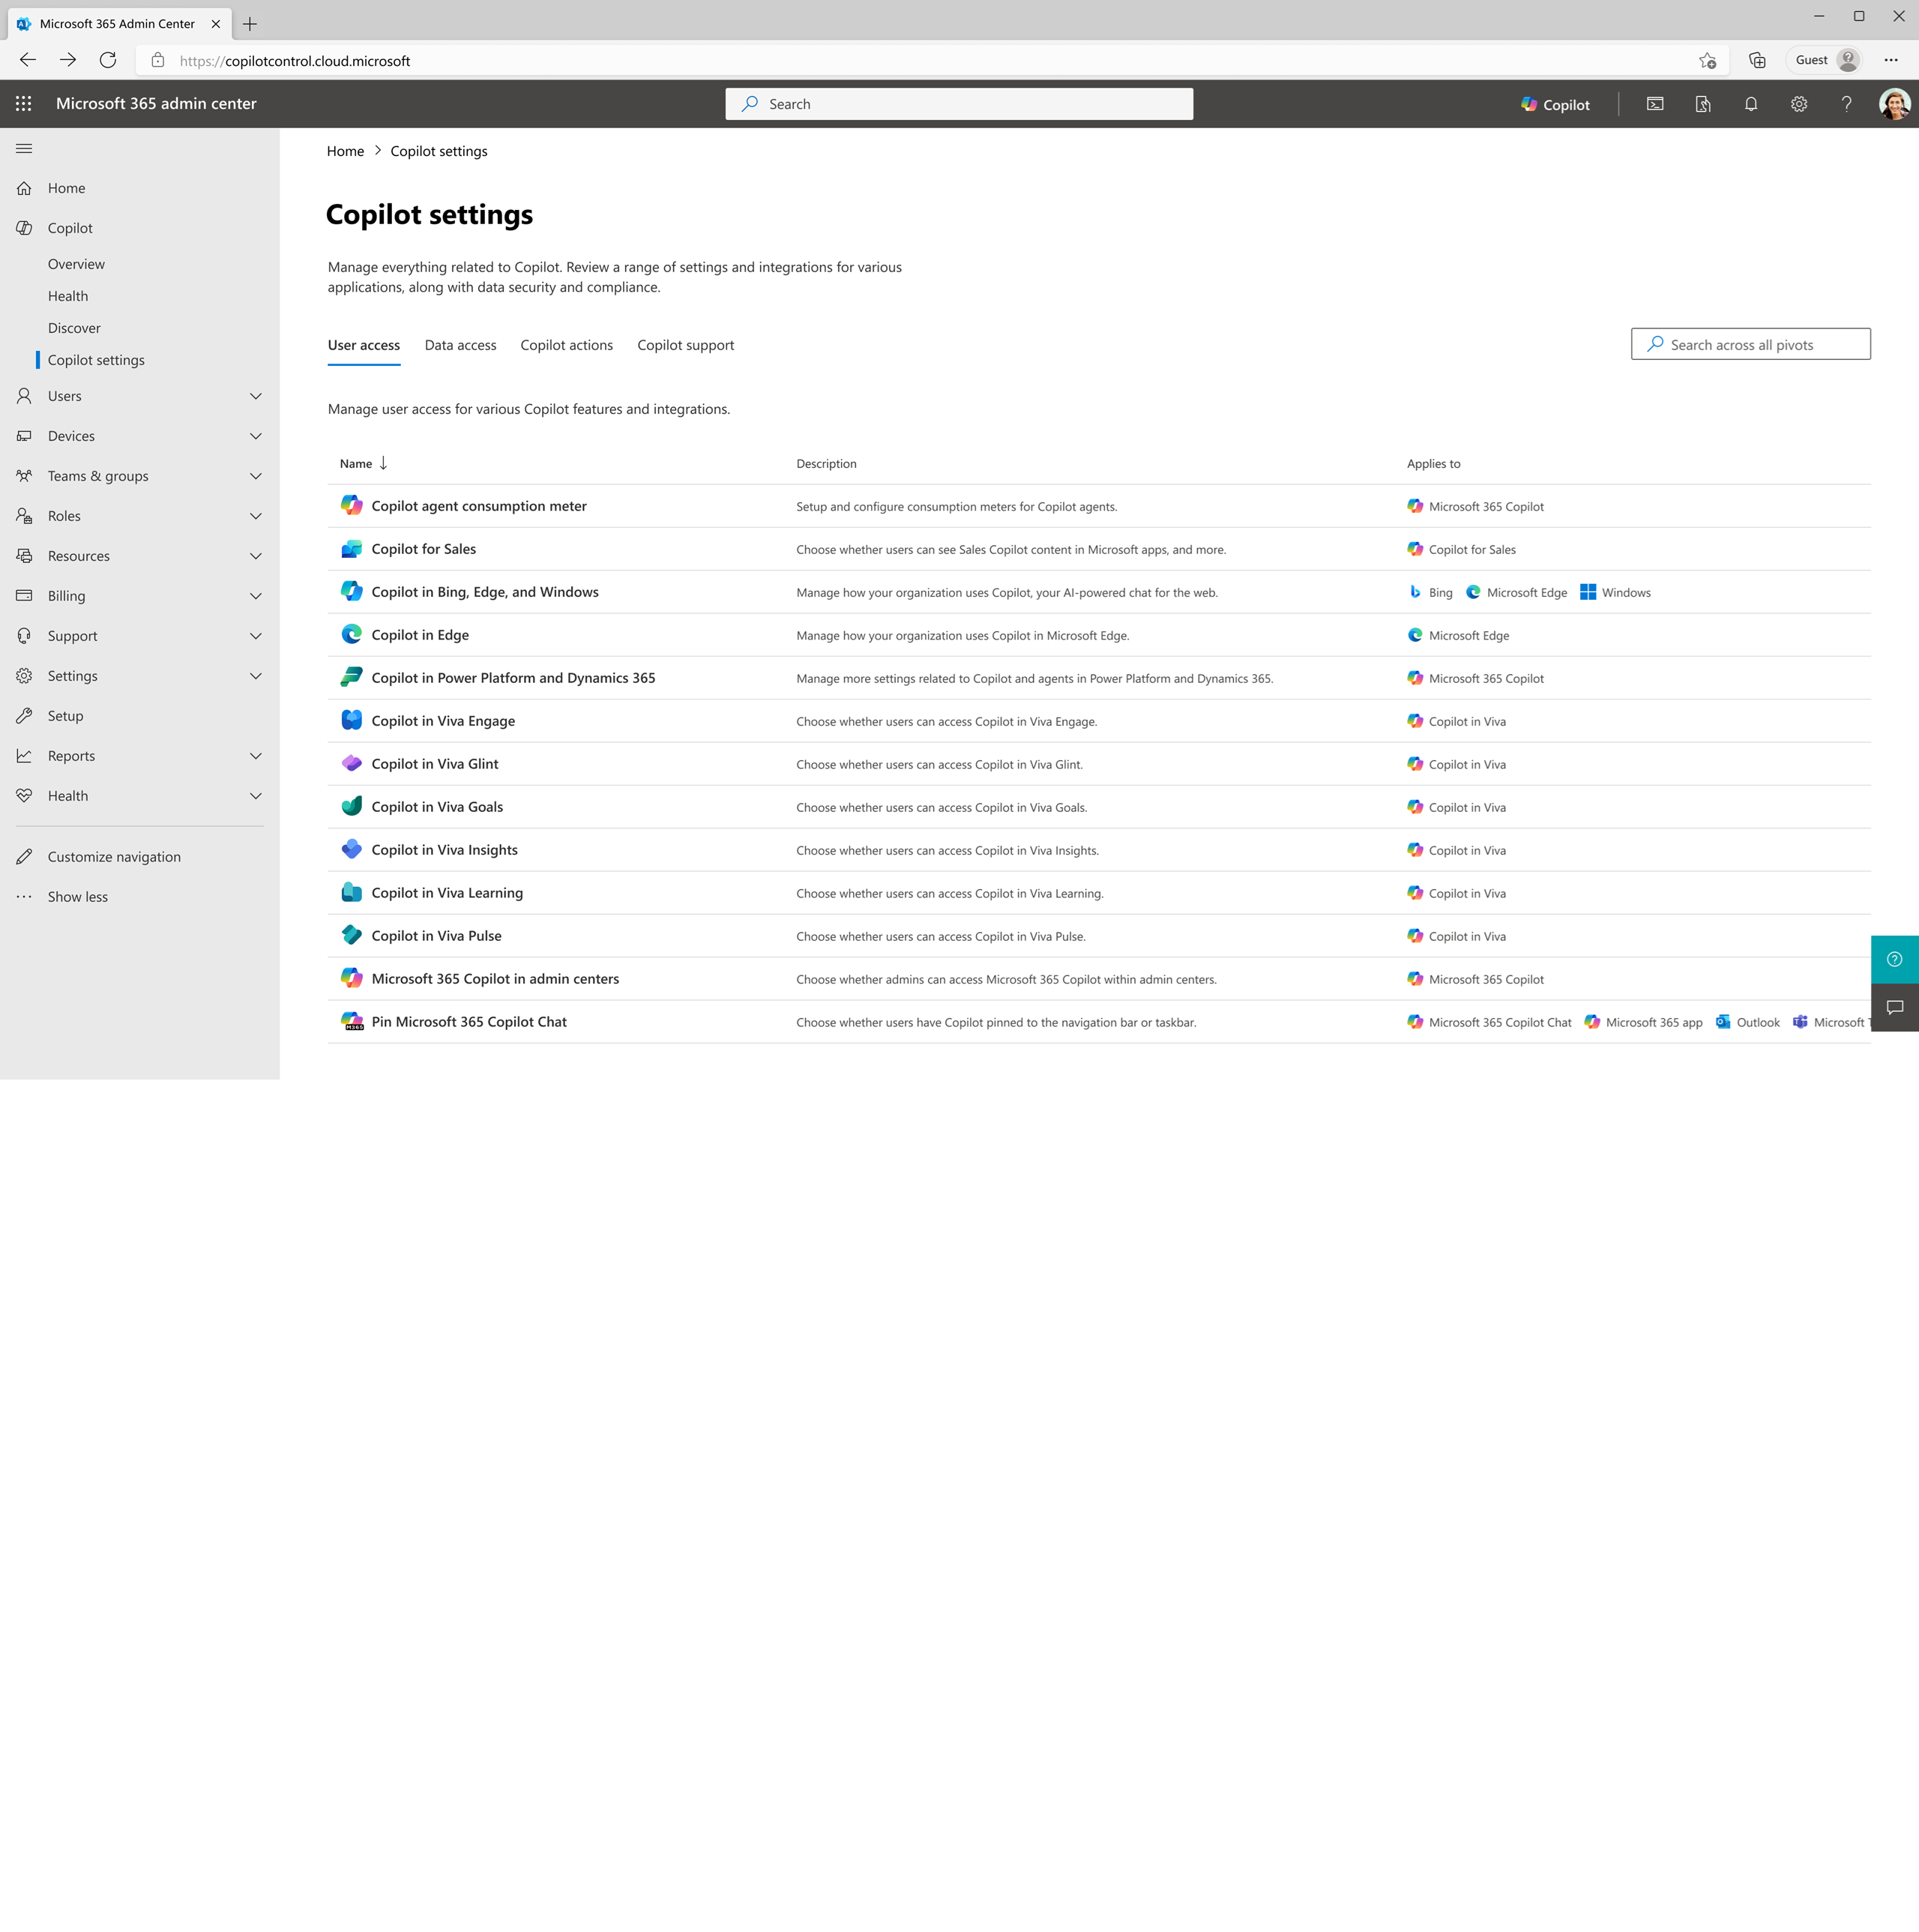 Microsoft 365 Admin Center
https://copilotcontrol.cloud.microsoft
Guest
Microsoft 365 admin center
Search
Copilot
Home
Copilot
Overview
Health
Discover
Copilot settings
Users
Devices
Teams & groups
Roles
Resources
Billing
Support
Settings
Setup
Reports
Health
Customize navigation
Show less
Home > Copilot settings
Copilot settings
Manage everything related to Copilot. Review a range of settings and integrations for various
applications, along with data security and compliance.
User access Data access Copilot actions Copilot support
Search across all pivots
Manage user access for various Copilot features and integrations.
Name ↓ Description Applies to
Copilot agent consumption meter Setup and configure consumption meters for Copilot agents. Microsoft 365 Copilot
Copilot for Sales Choose whether users can see Sales Copilot content in Microsoft apps, and more. Copilot for Sales
Copilot in Bing, Edge, and Windows Manage how your organization uses Copilot, your AI-powered chat for the web. Bing Microsoft Edge Windows
Copilot in Edge Manage how your organization uses Copilot in Microsoft Edge. Microsoft Edge
Copilot in Power Platform and Dynamics 365 Manage more settings related to Copilot and agents in Power Platform and Dynamics 365. Microsoft 365 Copilot
Copilot in Viva Engage Choose whether users can access Copilot in Viva Engage. Copilot in Viva
Copilot in Viva Glint Choose whether users can access Copilot in Viva Glint. Copilot in Viva
Copilot in Viva Goals Choose whether users can access Copilot in Viva Goals. Copilot in Viva
Copilot in Viva Insights Choose whether users can access Copilot in Viva Insights. Copilot in Viva
Copilot in Viva Learning Choose whether users can access Copilot in Viva Learning. Copilot in Viva
Copilot in Viva Pulse Choose whether users can access Copilot in Viva Pulse. Copilot in Viva
Microsoft 365 Copilot in admin centers Choose whether admins can access Microsoft 365 Copilot within admin centers. Microsoft 365 Copilot
M365 Pin Microsoft 365 Copilot Chat Choose whether users have Copilot pinned to the navigation bar or taskbar. Microsoft 365 Copilot Chat Microsoft 365 app Outlook Microsoft